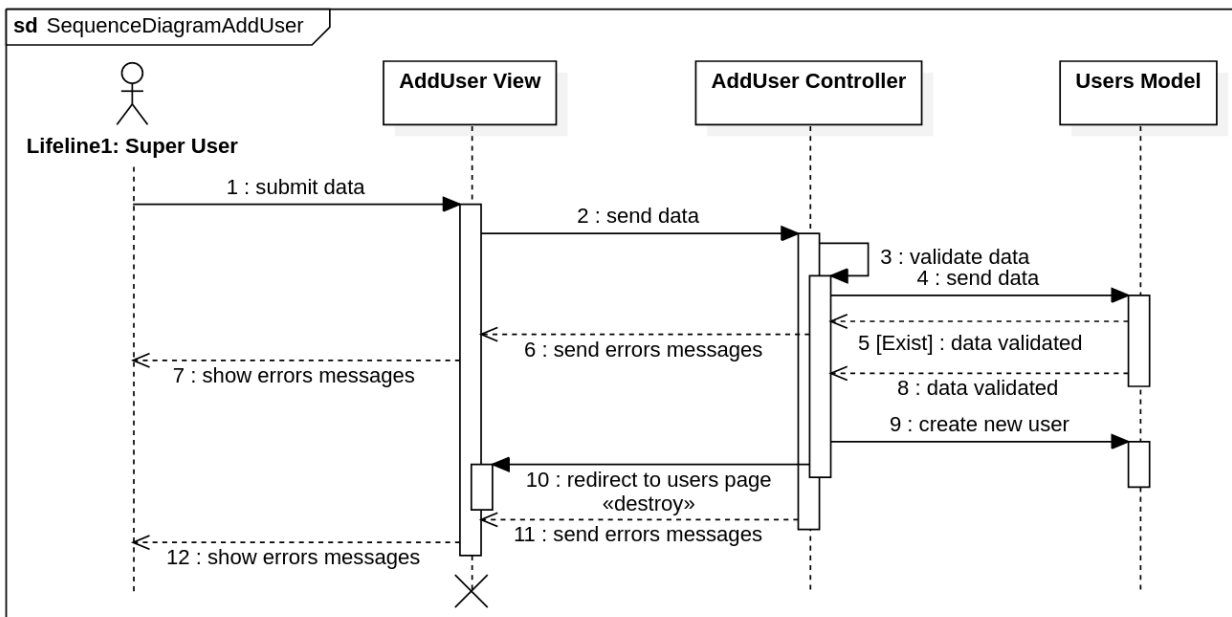 sd SequenceDiagramAddUser
AddUser View
AddUser Controller
Users Model
Lifeline1: Super User
1 : submit data
2 : send data
3 : validate data
4 : send data
5 [Exist] : data validated
6 : send errors messages
7 : show errors messages
8 : data validated
9 : create new user
10 : redirect to users page
«destroy»
11 : send errors messages
12 : show errors messages